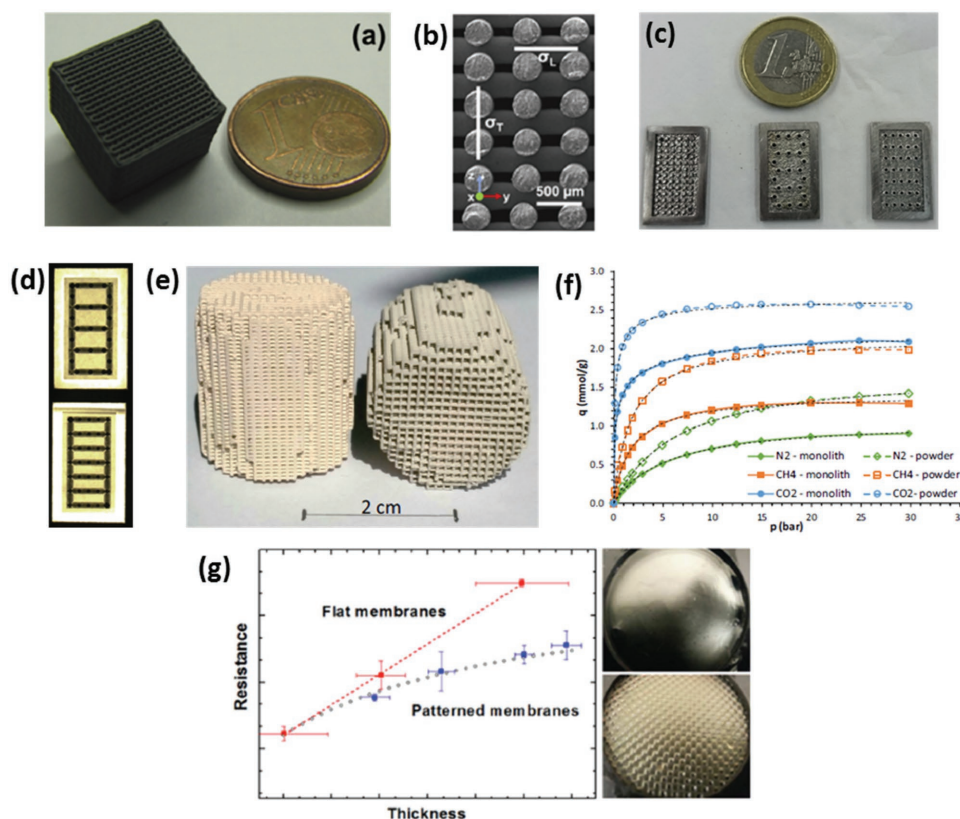 (a)
1
(b)
σL
σT
z
x
y
500 µm
(c)
1
(d)
(e)
2 cm
(f)
3.0
2.5
2.0
1.5
1.0
0.5
0.0
q (mmol/g)
0
5
10
15
20
25
30
p (bar)
N2 - monolith
N2 - powder
CH4 - monolith
CH4 - powder
CO2 - monolith
CO2 - powder
(g)
Flat membranes
Patterned membranes
Resistance
Thickness